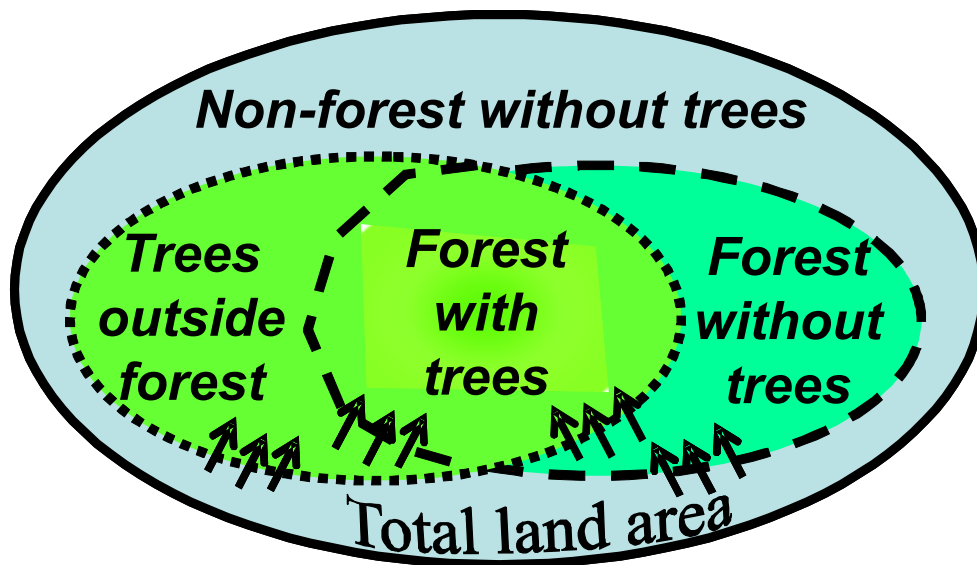 Non-forest without trees
Trees
outside
forest
Forest
with
trees
Forest
without
trees
Total land area